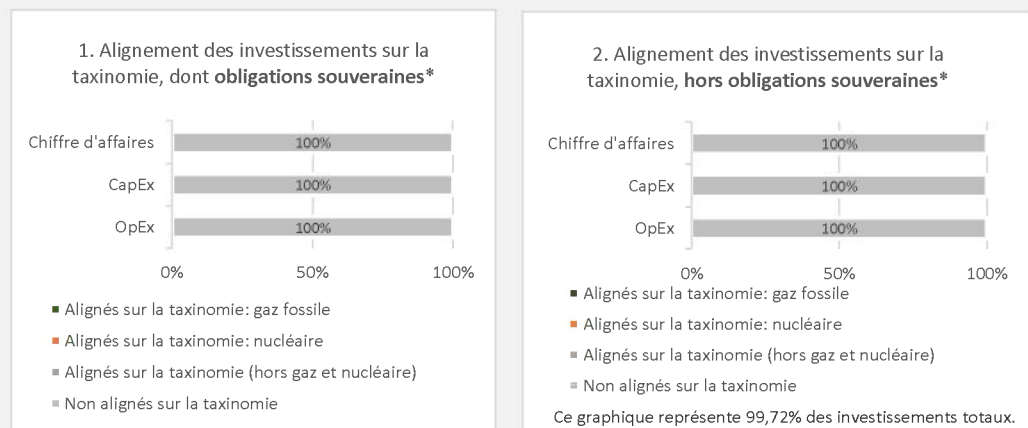 1. Alignement des investissements sur la
taxinomie, dont obligations souveraines*
Chiffre d'affaires
100%
CapEx
100%
OpEx
100%
0%
50%
100%
Alignés sur la taxinomie: gaz fossile
Alignés sur la taxinomie: nucléaire
Alignés sur la taxinomie (hors gaz et nucléaire)
Non alignés sur la taxinomie
2. Alignement des investissements sur la
taxinomie, hors obligations souveraines*
Chiffre d'affaires
100%
CapEx
100%
OpEx
100%
0%
50%
100%
Alignés sur la taxinomie: gaz fossile
Alignés sur la taxinomie: nucléaire
Alignés sur la taxinomie (hors gaz et nucléaire)
Non alignés sur la taxinomie
Ce graphique représente 99,72% des investissements totaux.